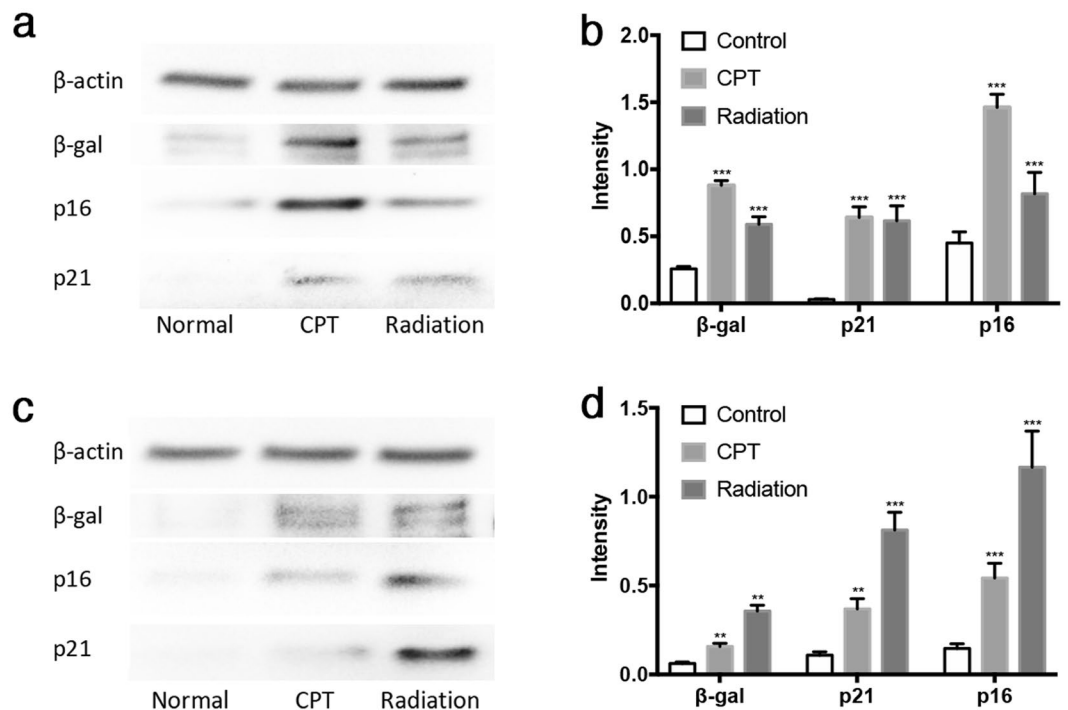 a
β-actin
β-gal
p16
p21
Normal CPT Radiation
b
2.0
1.5
1.0
0.5
0.0
Intensity
Control
CPT
Radiation
*** ***
*** ***
*** ***
β-gal p21 p16
c
β-actin
β-gal
p16
p21
Normal CPT Radiation
d
1.5
1.0
0.5
0.0
Intensity
Control
CPT
Radiation
** **
** ***
*** ***
β-gal p21 p16